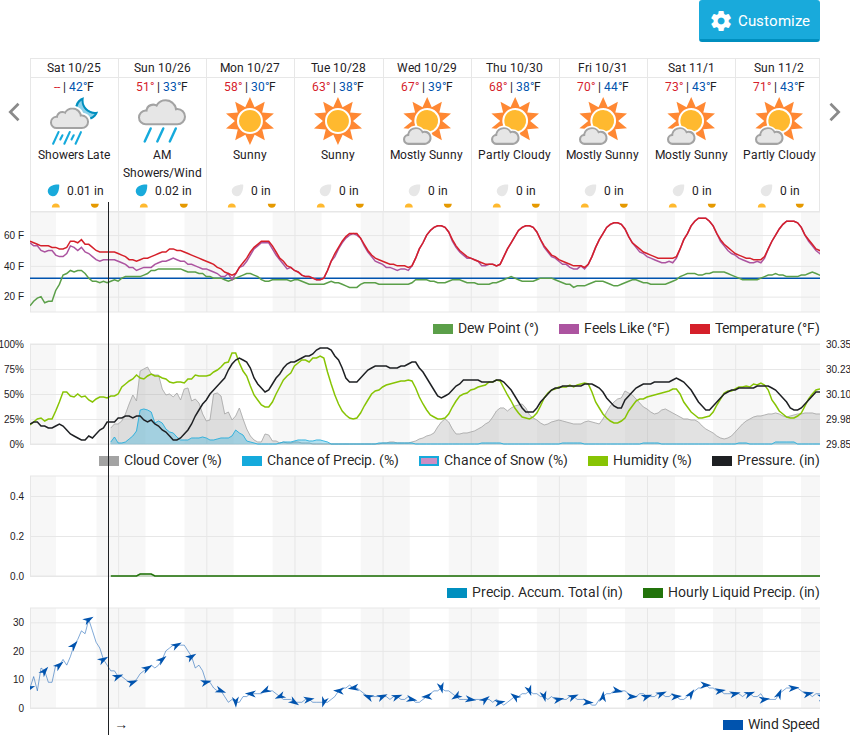 Customize
Sat 10/25 Sun 10/26 Mon 10/27 Tue 10/28 Wed 10/29 Thu 10/30 Fri 10/31 Sat 11/1 Sun 11/2
-- | 42°F 51° | 33°F 58° | 30°F 63° | 38°F 67° | 39°F 68° | 38°F 70° | 44°F 73° | 43°F 71° | 43°F
Showers Late AM Sunny Sunny Mostly Sunny Partly Cloudy Mostly Sunny Mostly Sunny Partly Cloudy
Showers/Wind
0.01 in 0.02 in 0 in 0 in 0 in 0 in 0 in 0 in 0 in
60 F
40 F
20 F
Dew Point (°) Feels Like (°F) Temperature (°F)
100% 30.35
75% 30.23
50% 30.10
25% 29.98
0% 29.85
Cloud Cover (%) Chance of Precip. (%) Chance of Snow (%) Humidity (%) Pressure. (in)
0.4
0.2
0.0
Precip. Accum. Total (in) Hourly Liquid Precip. (in)
30
20
10
0
→ Wind Speed